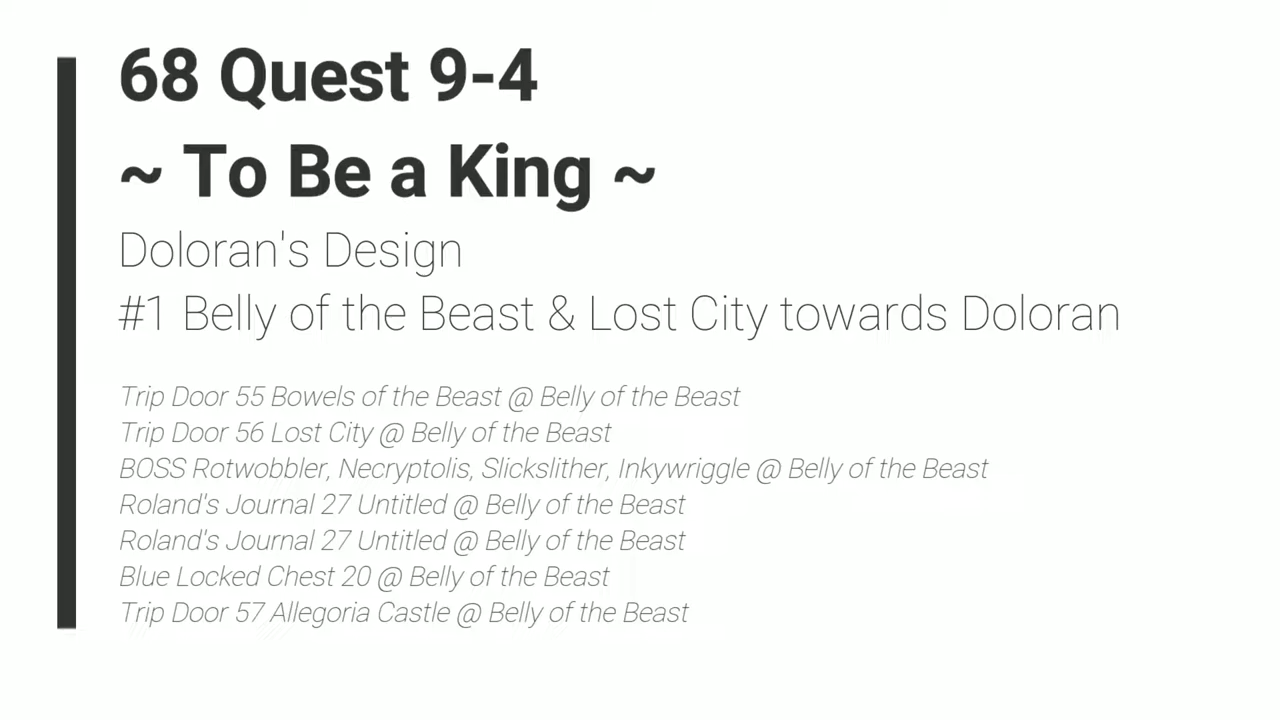 68 Quest 9-4
~ To Be a King ~
Doloran's Design
#1 Belly of the Beast & Lost City towards Doloran
Trip Door 55 Bowels of the Beast @ Belly of the Beast
Trip Door 56 Lost City @ Belly of the Beast
BOSS Rotwobbler, Necryptolis, Slickslither, Inkywriggle @ Belly of the Beast
Roland's Journal 27 Untitled @ Belly of the Beast
Roland's Journal 27 Untitled @ Belly of the Beast
Blue Locked Chest 20 @ Belly of the Beast
Trip Door 57 Allegoria Castle @ Belly of the Beast